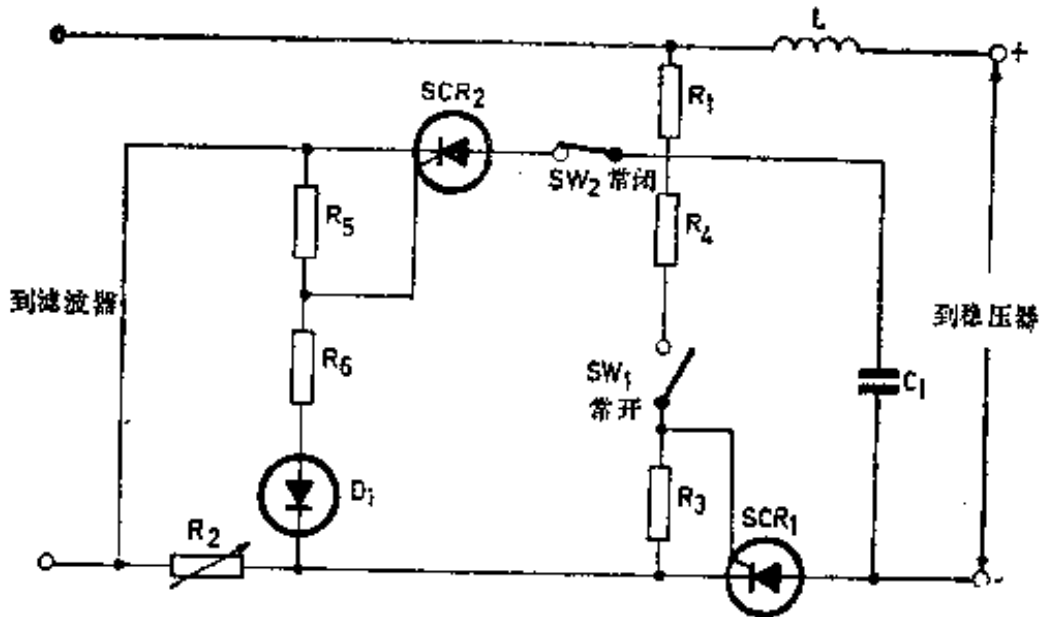 L
+
SCR₂
R₁
SW₂ 常闭
R₅
R₄
到滤波器
到稳压器
R₆
SW₁
常开
C₁
D₁
R₃
R₂
SCR₁
-